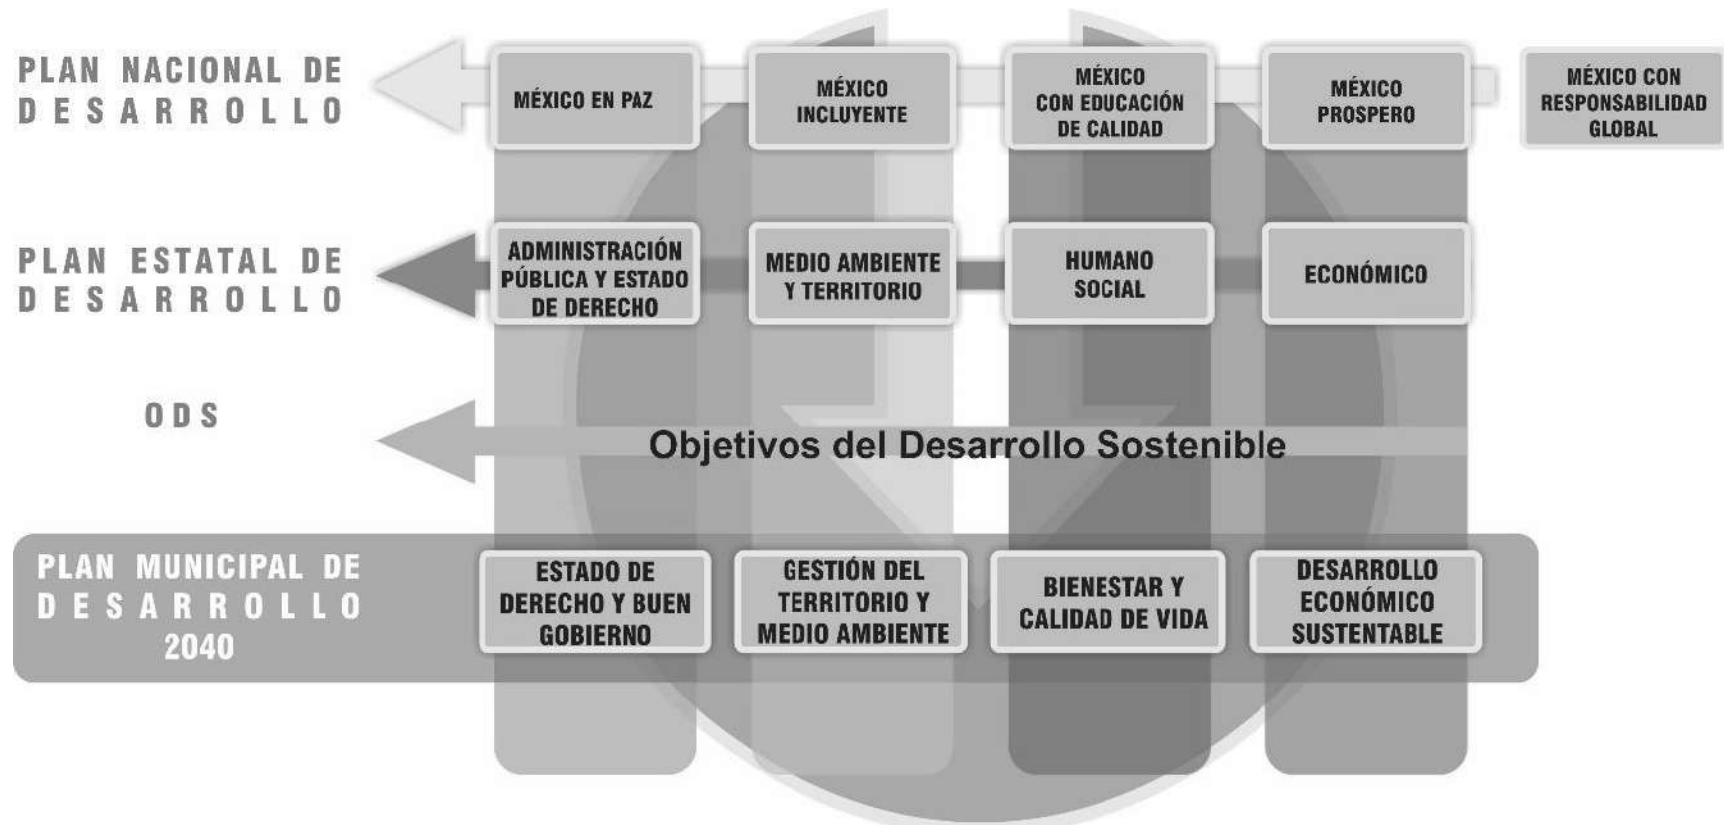 PLAN NACIONAL DE
DESARROLLO
MÉXICO EN PAZ
MÉXICO
INCLUYENTE
MÉXICO
CON EDUCACIÓN
DE CALIDAD
MÉXICO
PROSPERO
MÉXICO CON
RESPONSABILIDAD
GLOBAL
PLAN ESTATAL DE
DESARROLLO
ADMINISTRACIÓN
PÚBLICA Y ESTADO
DE DERECHO
MEDIO AMBIENTE
Y TERRITORIO
HUMANO
SOCIAL
ECONÓMICO
ODS
Objetivos del Desarrollo Sostenible
PLAN MUNICIPAL DE
DESARROLLO
2040
ESTADO DE
DERECHO Y BUEN
GOBIERNO
GESTIÓN DEL
TERRITORIO Y
MEDIO AMBIENTE
BIENESTAR Y
CALIDAD DE VIDA
DESARROLLO
ECONÓMICO
SUSTENTABLE